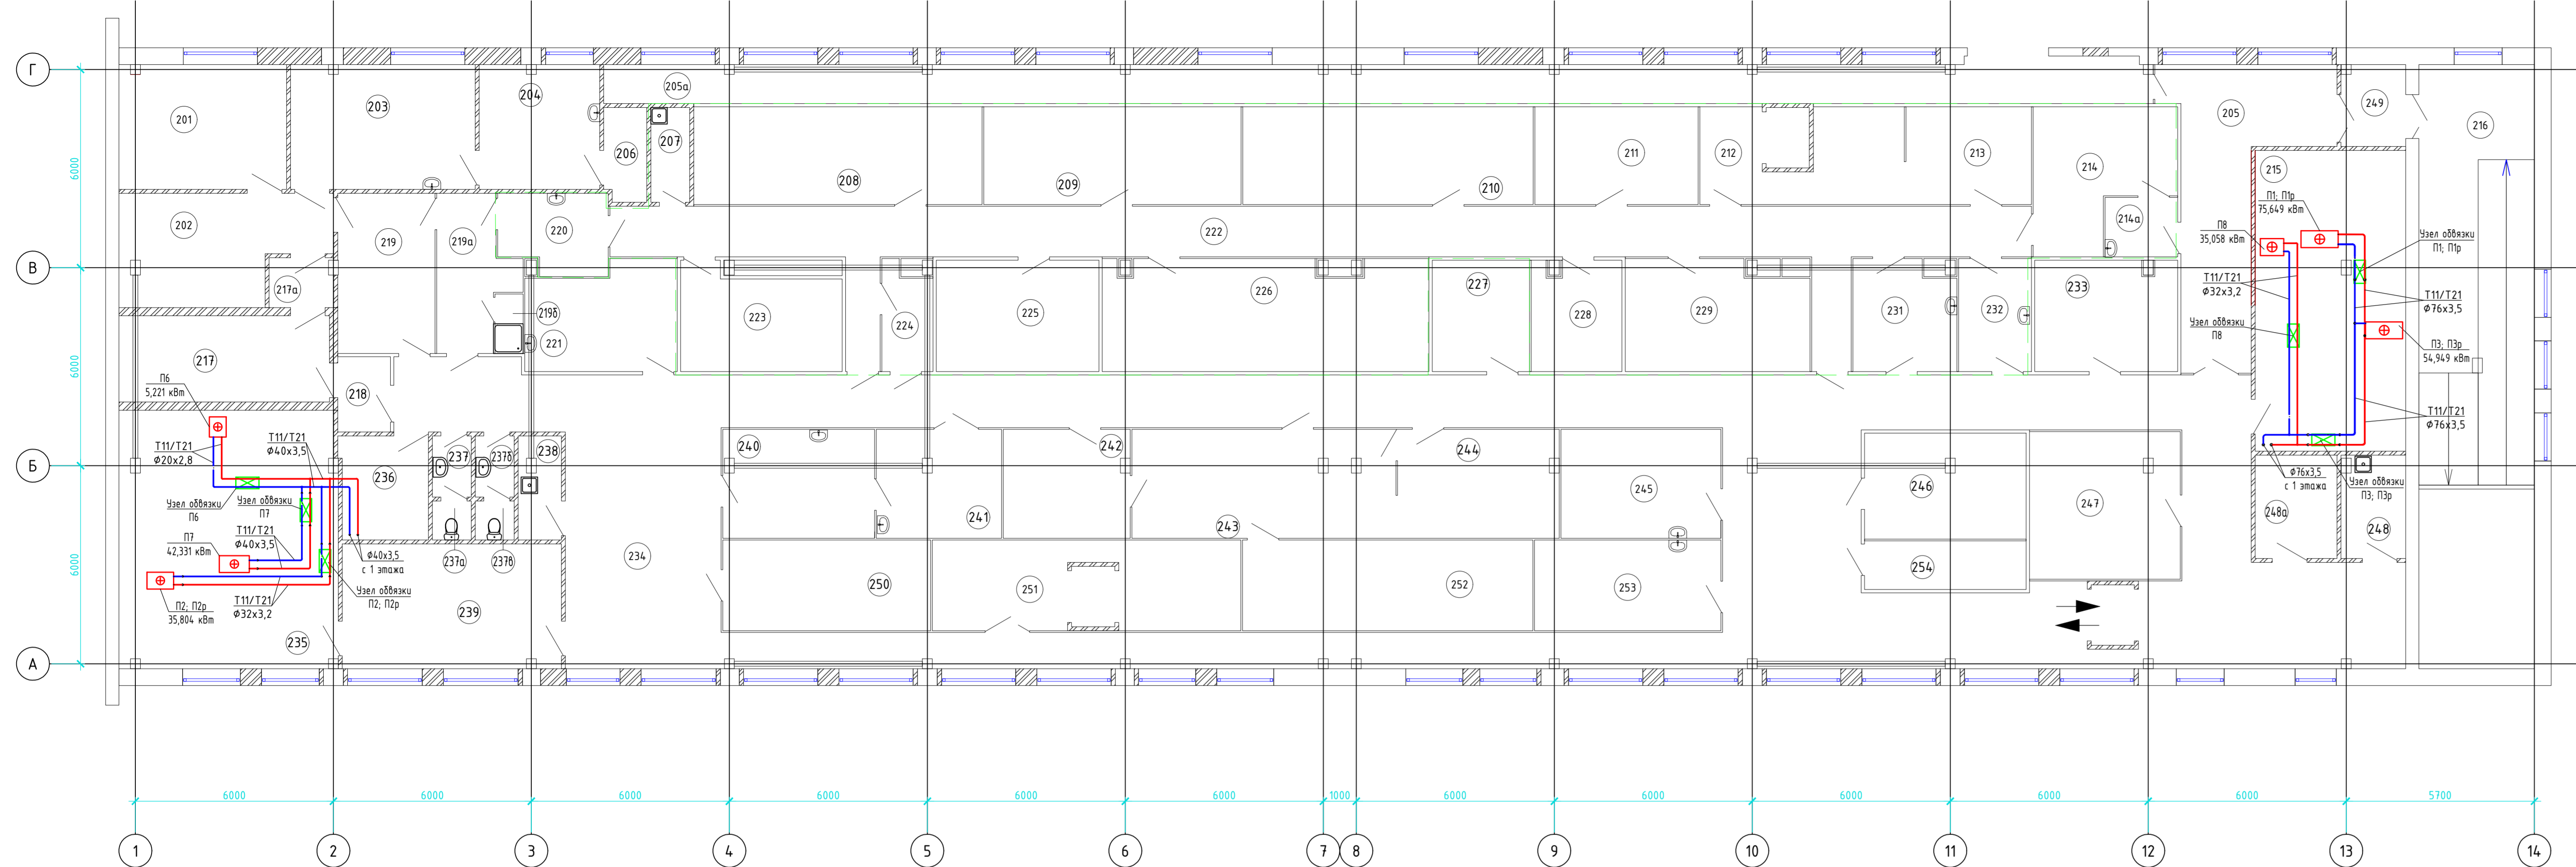 Г
В
Б
А
6000
6000
6000
201
202
203
204
205а
206
207
208
209
210
211
212
213
214
214а
205
249
216
215
217а
217
218
219
219а
219б
220
221
222
223
224
225
226
227
228
229
231
232
233
П1; П1р
75,649 кВт
П8
35,058 кВт
Узел обвязки
П1; П1р
Т11/Т21
Ф32х3,2
Т11/Т21
Ф76х3,5
Узел обвязки
П8
П3; П3р
54,949 кВт
Т11/Т21
Ф76х3,5
Ф76х3,5
с 1 этажа
Узел обвязки
П3; П3р
П6
5,221 кВт
Т11/Т21
Ф20х2,8
Т11/Т21
Ф40х3,5
Узел обвязки
П6
Узел обвязки
П7
Т11/Т21
Ф40х3,5
П7
42,331 кВт
Ф40х3,5
с 1 этажа
Узел обвязки
П2; П2р
Т11/Т21
Ф32х3,2
П2; П2р
35,804 кВт
236
237
237б
238
237а
237в
234
239
235
240
241
242
243
244
245
246
247
248а
248
250
251
252
253
254
6000
6000
6000
6000
6000
6000
1000
6000
6000
6000
6000
6000
5700
1
2
3
4
5
6
7
8
9
10
11
12
13
14